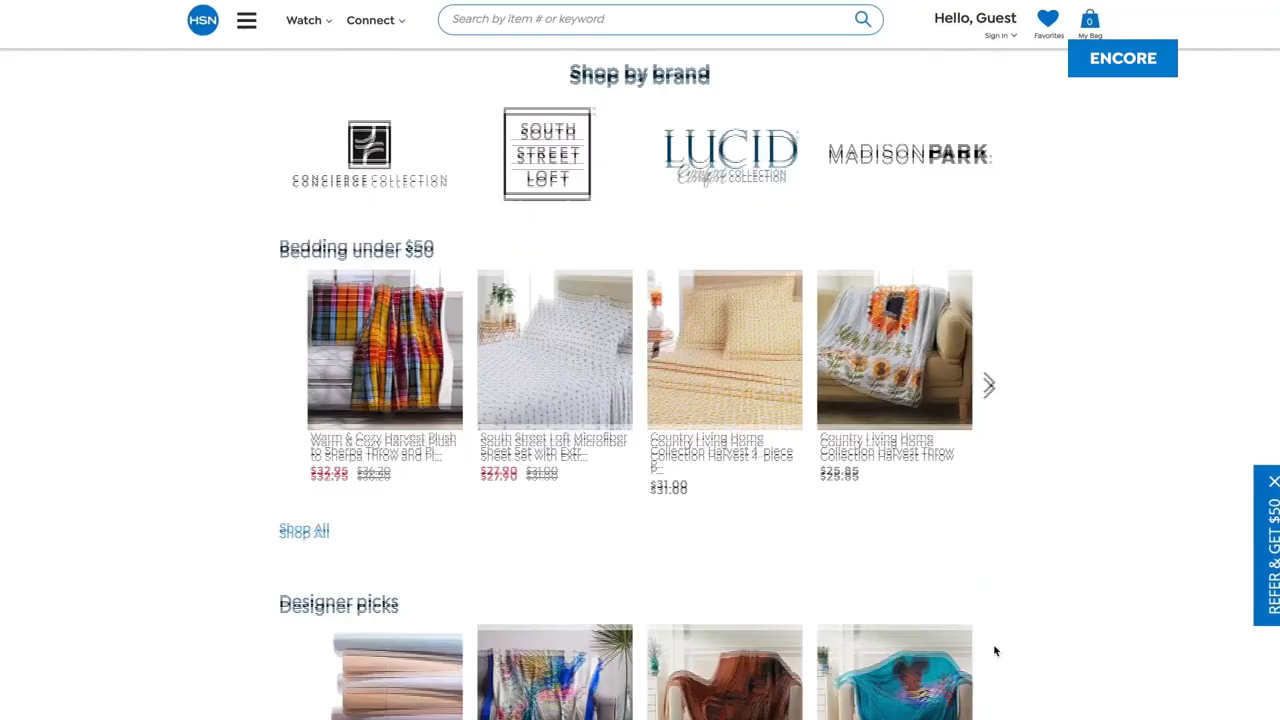 HSN
Watch
Connect
Search by item # or keyword
Hello, Guest
Sign In
Favorites
0
My Bag
ENCORE
Shop by brand
CONCIERGE COLLECTION
SOUTH
STREET
LOFT
LUCID
Comfort COLLECTION
MADISON PARK
Bedding under $50
Warm & Cozy Harvest Plush
to Sherpa Throw and Pi...
$32.95 $36.20
South Street Loft Microfiber
Sheet Set with Extr...
$27.90 $31.00
Country Living Home
Collection Harvest 4-piece
$31.00
Country Living Home
Collection Harvest Throw
$25.85
Shop All
REFER & GET $50
Designer picks